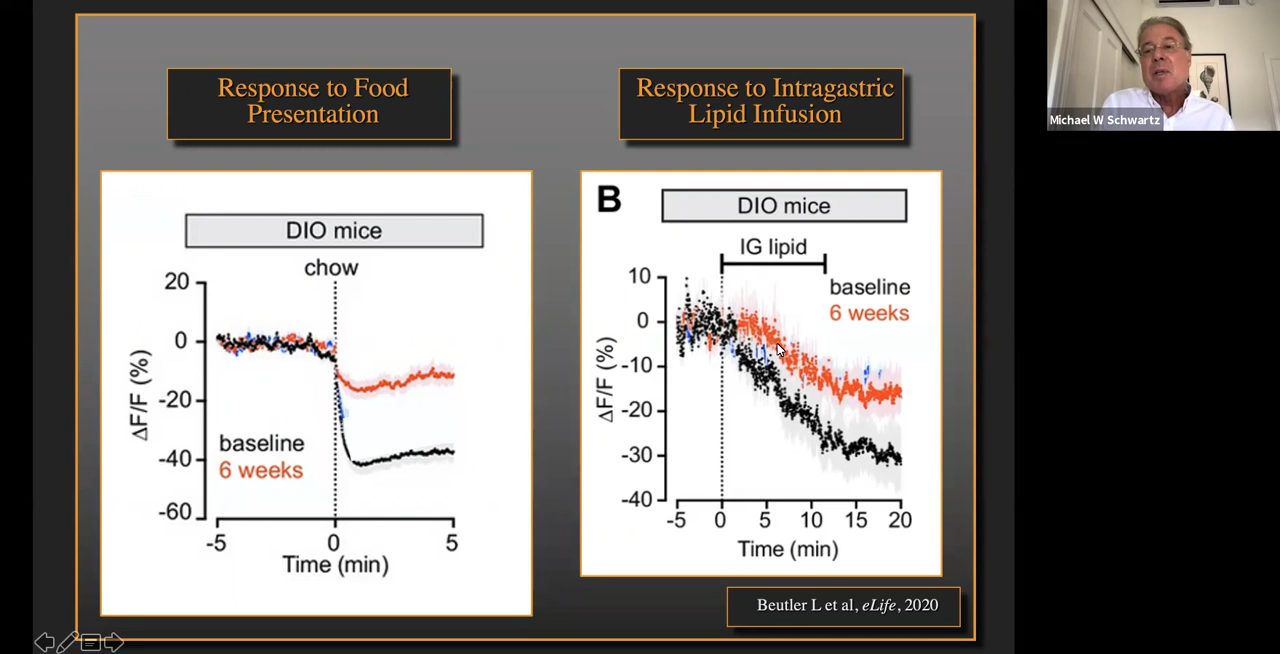 Response to Food
Presentation
Response to Intragastric
Lipid Infusion
DIO mice
chow
20
0
-20
-40
-60
ΔF/F (%)
baseline
6 weeks
-5
0
5
Time (min)
B
DIO mice
IG lipid
baseline
6 weeks
10
0
-10
-20
-30
-40
ΔF/F (%)
-5
0
5
10
15
20
Time (min)
Beutler L et al, eLife, 2020
Michael W Schwartz